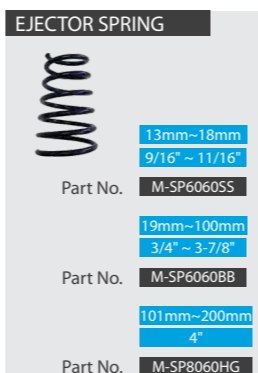 EJECTOR SPRING
13mm~18mm
9/16" ~ 11/16"
Part No. M-SP6060SS
19mm~100mm
3/4" ~ 3-7/8"
Part No. M-SP6060BB
101mm~200mm
4"
Part No. M-SP8060HG